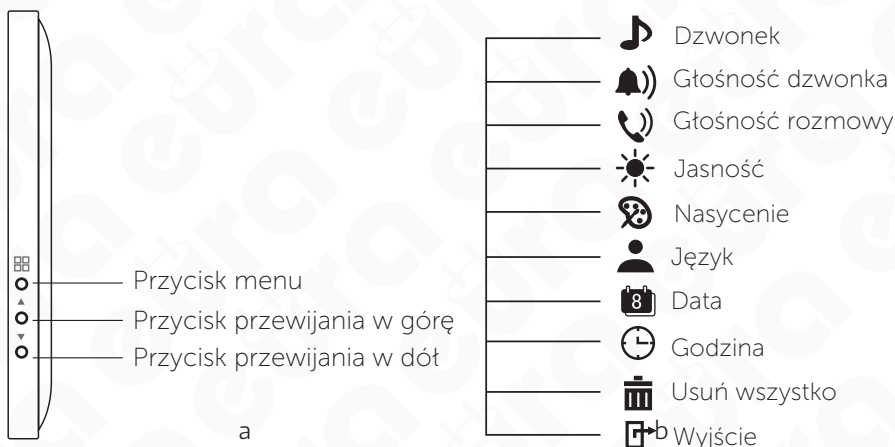 Przycisk menu
Przycisk przewijania w górę
Przycisk przewijania w dół
a
Dzwonek
Głośność dzwonka
Głośność rozmowy
Jasność
Nasycenie
Język
8
Data
Godzina
Usuń wszystko
b
Wyjście
eura